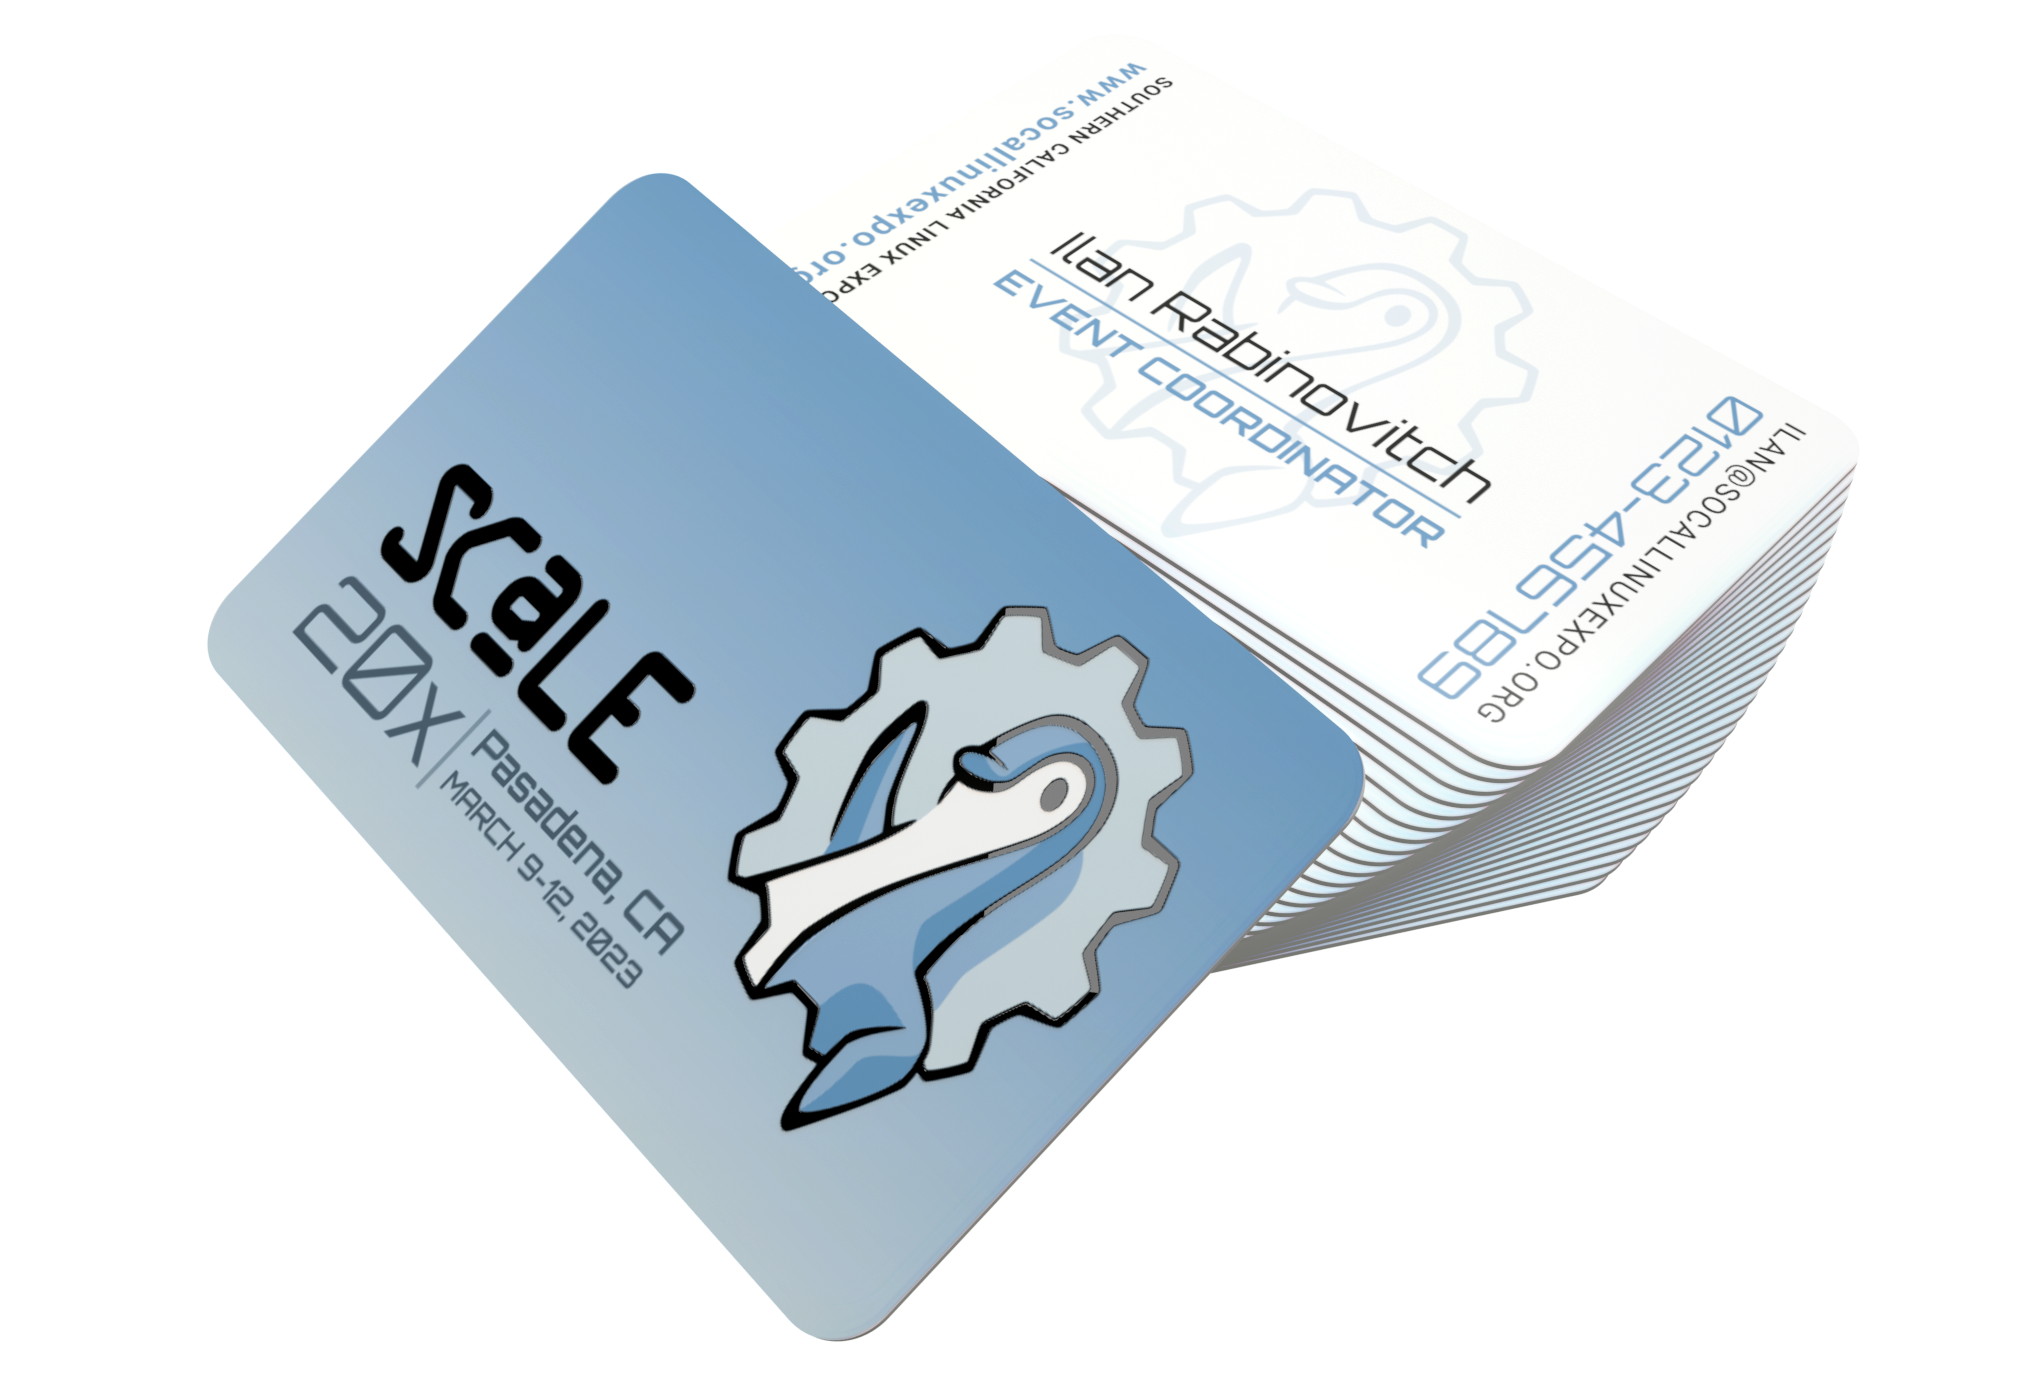 SCaLE
20X
Pasadena, CA
MARCH 9-12, 2023
www.socallinuxexpo.org
SOUTHERN CALIFORNIA LINUX EXPO
Ilan Rabinovitch
EVENT COORDINATOR
0123-456789
ILAN@SOCALLINUXEXPO.ORG